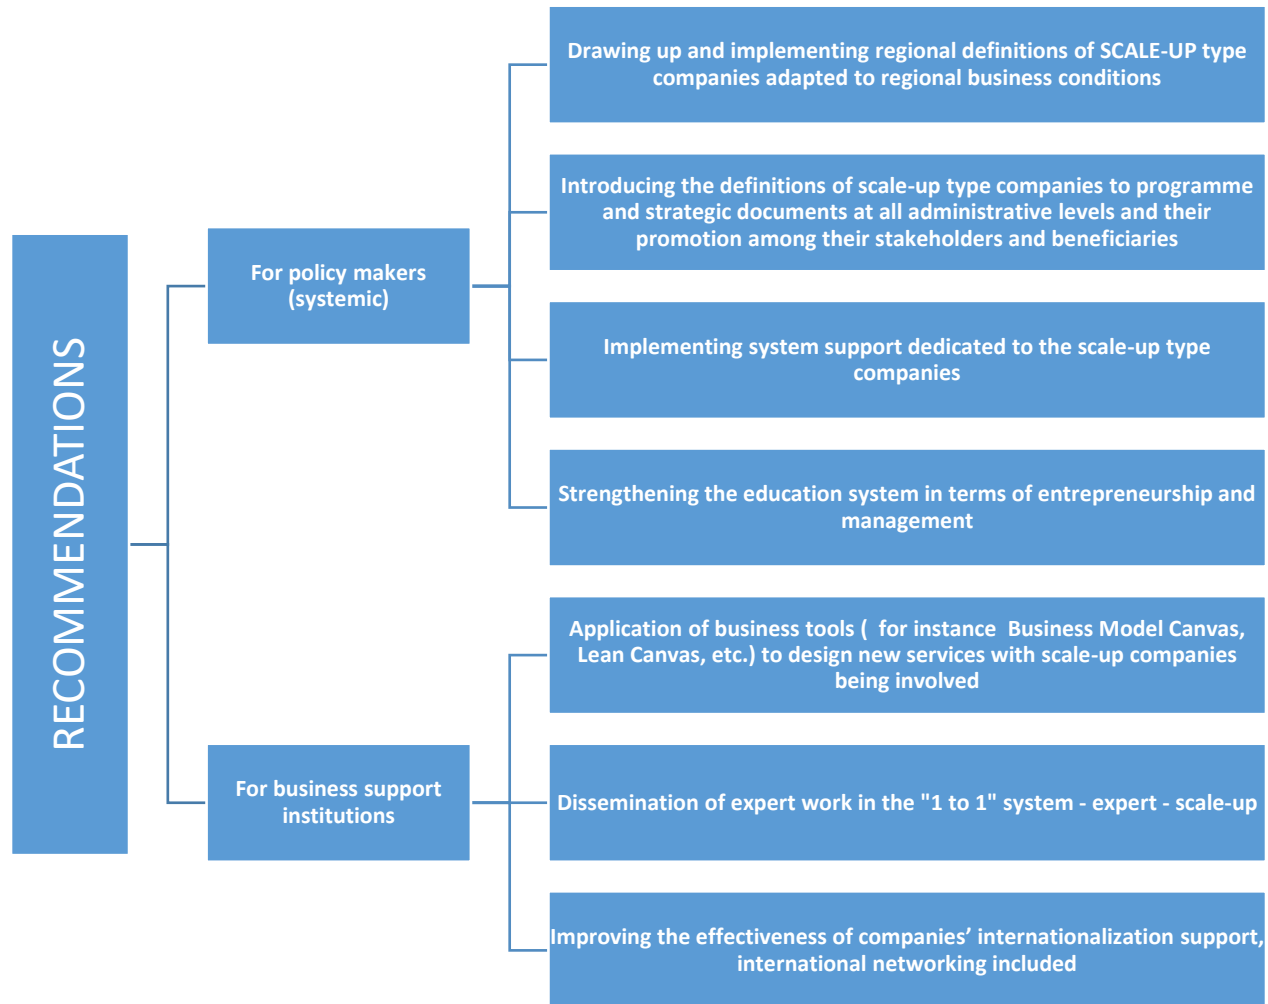 RECOMMENDATIONS
For policy makers
(systemic)
Drawing up and implementing regional definitions of SCALE-UP type
companies adapted to regional business conditions
Introducing the definitions of scale-up type companies to programme
and strategic documents at all administrative levels and their
promotion among their stakeholders and beneficiaries
Implementing system support dedicated to the scale-up type
companies
Strengthening the education system in terms of entrepreneurship and
management
For business support
institutions
Application of business tools (  for instance  Business Model Canvas,
Lean Canvas, etc.) to design new services with scale-up companies
being involved
Dissemination of expert work in the "1 to 1" system - expert - scale-up
Improving the effectiveness of companies’ internationalization support,
international networking included